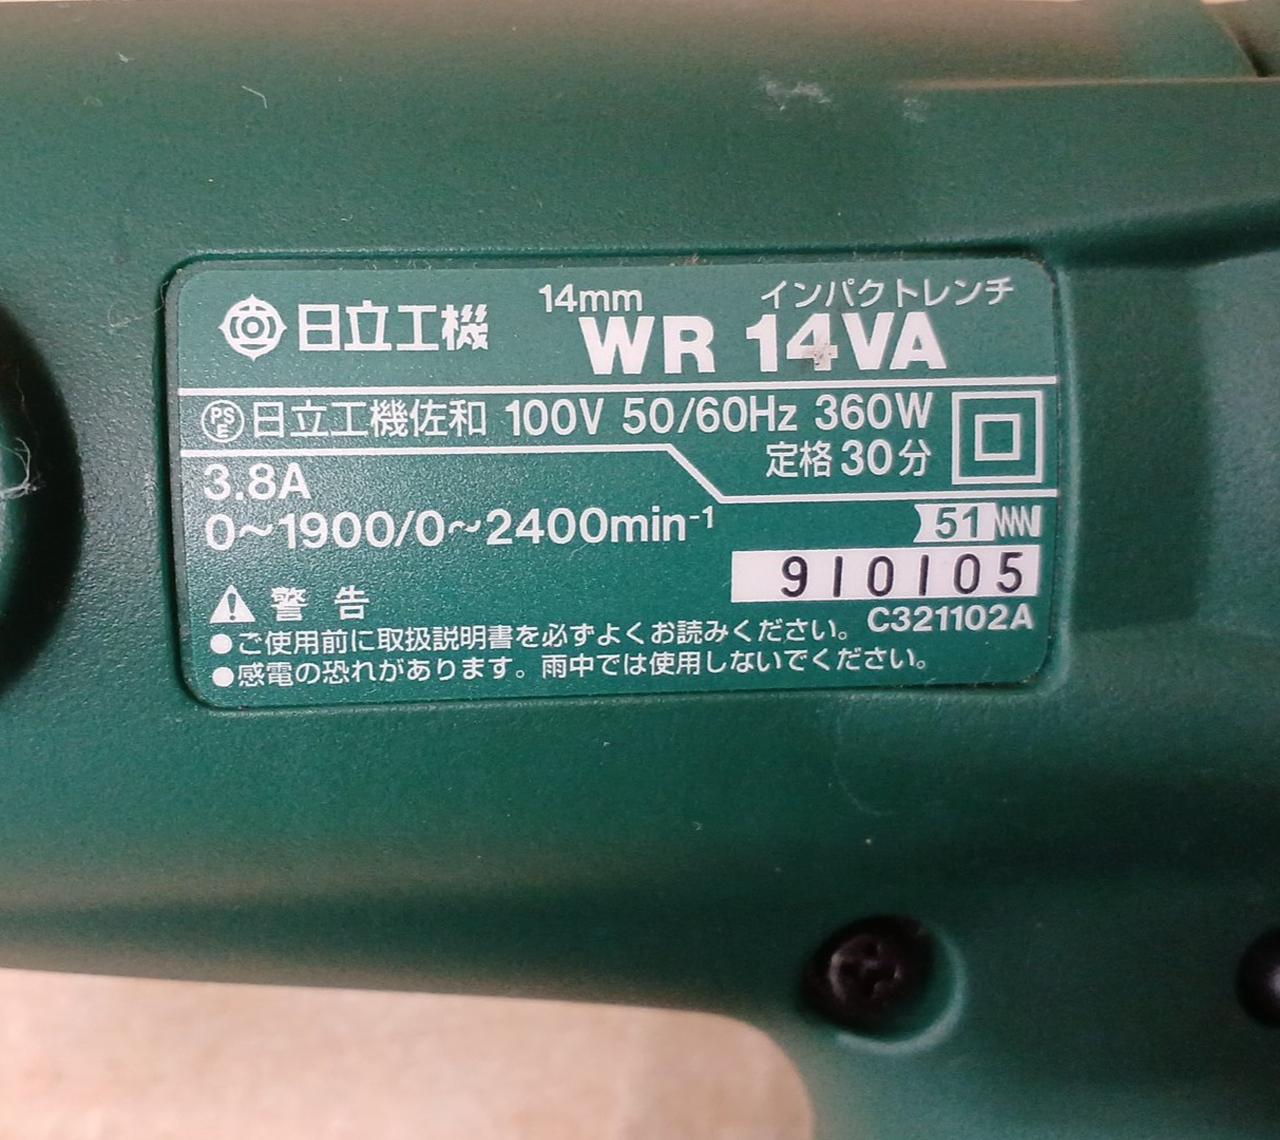 日立工機 14mm インパクトレンチ
WR 14VA
PSE 日立工機佐和 100V 50/60Hz 360W
定格30分
3.8A
0~1900/0~2400min-1
51
910105
C321102A
警告
●ご使用前に取扱説明書を必ずよくお読みください。
●感電の恐れがあります。雨中では使用しないでください。